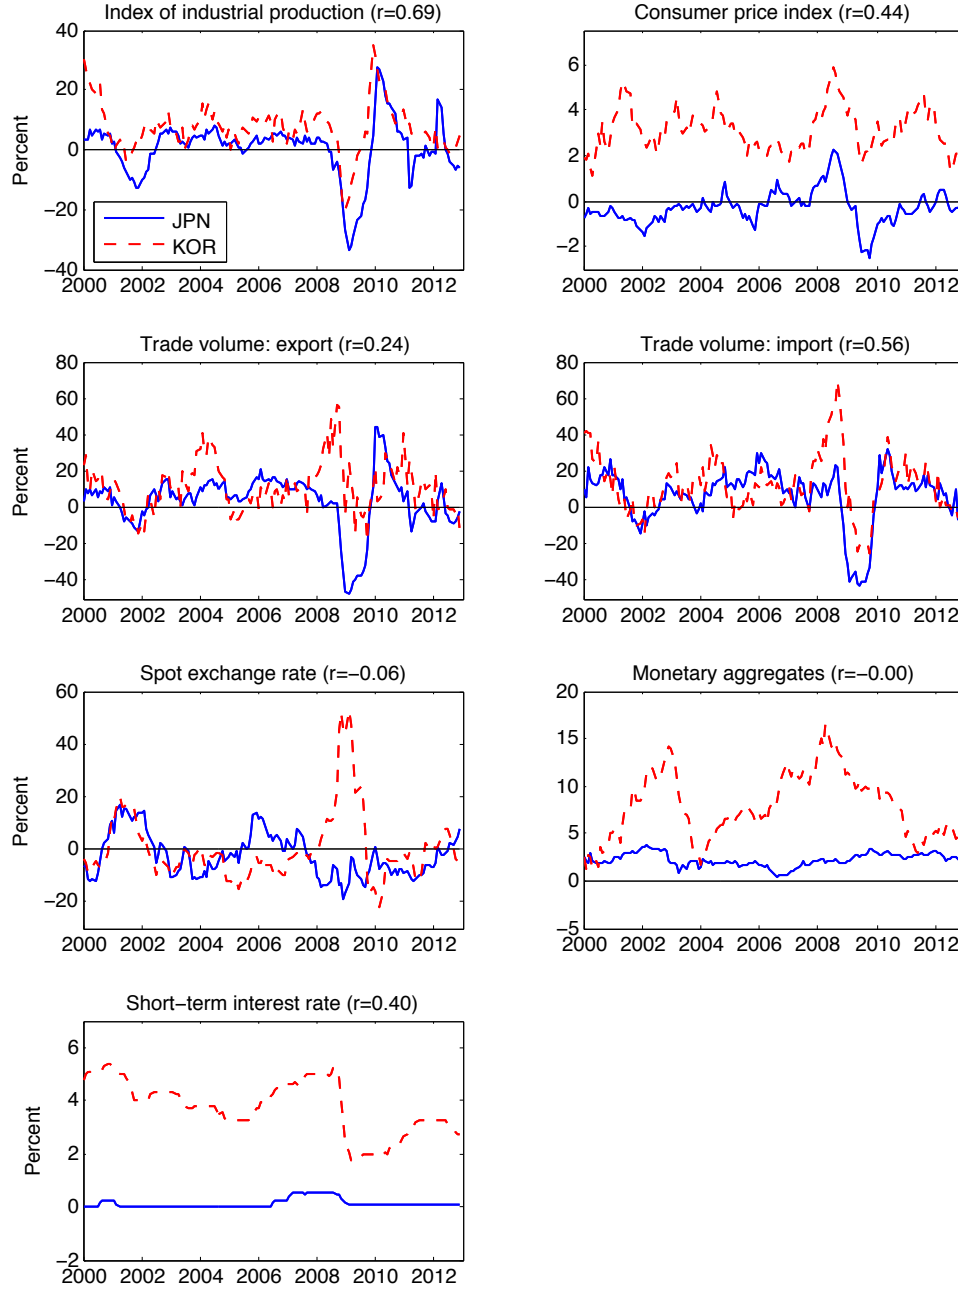 Index of industrial production (r=0.69)
Percent
40
20
0
−20
−40
JPN
KOR
2000 2002 2004 2006 2008 2010 2012
Consumer price index (r=0.44)
6
4
2
0
−2
2000 2002 2004 2006 2008 2010 2012
Trade volume: export (r=0.24)
Percent
80
60
40
20
0
−20
−40
2000 2002 2004 2006 2008 2010 2012
Trade volume: import (r=0.56)
80
60
40
20
0
−20
−40
2000 2002 2004 2006 2008 2010 2012
Spot exchange rate (r=−0.06)
Percent
60
40
20
0
−20
2000 2002 2004 2006 2008 2010 2012
Monetary aggregates (r=−0.00)
20
15
10
5
0
−5
2000 2002 2004 2006 2008 2010 2012
Short−term interest rate (r=0.40)
Percent
6
4
2
0
−2
2000 2002 2004 2006 2008 2010 2012